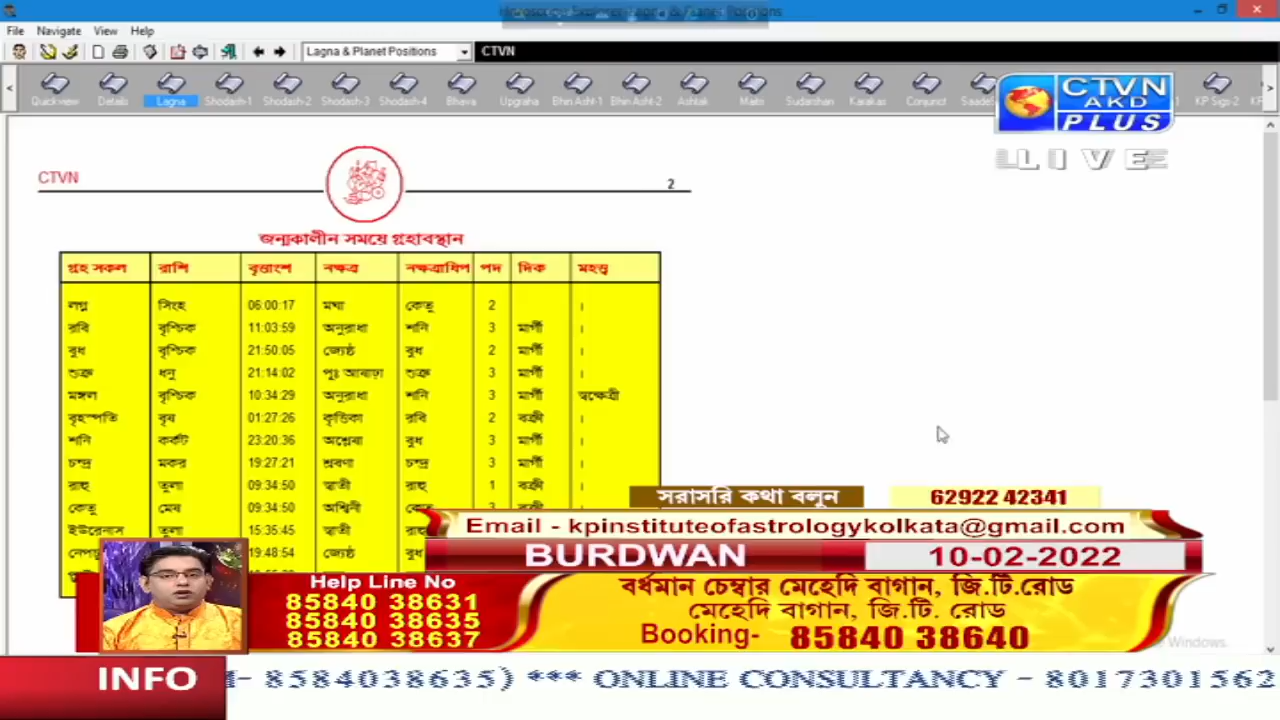 File Navigate View Help
Lagna & Planet Positions CTVN
Quickview Details Lagna Shodash-1 Shodash-2 Shodash-3 Shodash-4 Bhava Upgraha Bhin Asht-1 Bhin Asht-2 Ashtak Maitri Sudarshan Karakas Conjunct KP Sigs-2
CTVN AKD PLUS
LIVE
CTVN 2
জন্মকালীন সময়ে গ্রহাবস্থান
গ্রহ সকল রাশি বৃত্তাংশ নক্ষত্র নক্ষত্রাধিপ পদ দিক মহত্ত্ব
লগ্ন সিংহ 06:00:17 মঘা কেতু 2 ।
রবি বৃশ্চিক 11:03:59 অনুরাধা শনি 3 মার্গী ।
বুধ বৃশ্চিক 21:50:05 জ্যেষ্ঠ বুধ 2 মার্গী ।
শুক্র ধনু 21:14:02 পূঃ আষাঢ়া শুক্র 3 মার্গী ।
মঙ্গল বৃশ্চিক 10:34:29 অনুরাধা শনি 3 মার্গী স্বক্ষেত্রী
বৃহস্পতি বৃষ 01:27:26 কৃত্তিকা রবি 2 বক্রী ।
শনি কর্কট 23:20:36 অশ্লেষা বুধ 3 মার্গী ।
চন্দ্র মকর 19:27:21 শ্রবণা চন্দ্র 3 মার্গী ।
রাহু তুলা 09:34:50 স্বাতী রাহু 1 বক্রী ।
কেতু মেষ 09:34:50 অশ্বিনী কেতু 3 বক্রী ।
ইউরেনাস তুলা 15:35:45 স্বাতী
19:48:54 জ্যেষ্ঠ বুধ
সরাসরি কথা বলুন 62922 42341
Email - kpinstituteofastrologykolkata@gmail.com
BURDWAN 10-02-2022
Help Line No
85840 38631
85840 38635
85840 38637
বর্ধমান চেম্বার মেহেদি বাগান, জি.টি.রোড
মেহেদি বাগান, জি.টি. রোড
Booking- 85840 38640
INFO - 8584038635) *** ONLINE CONSULTANCY - 8017301562